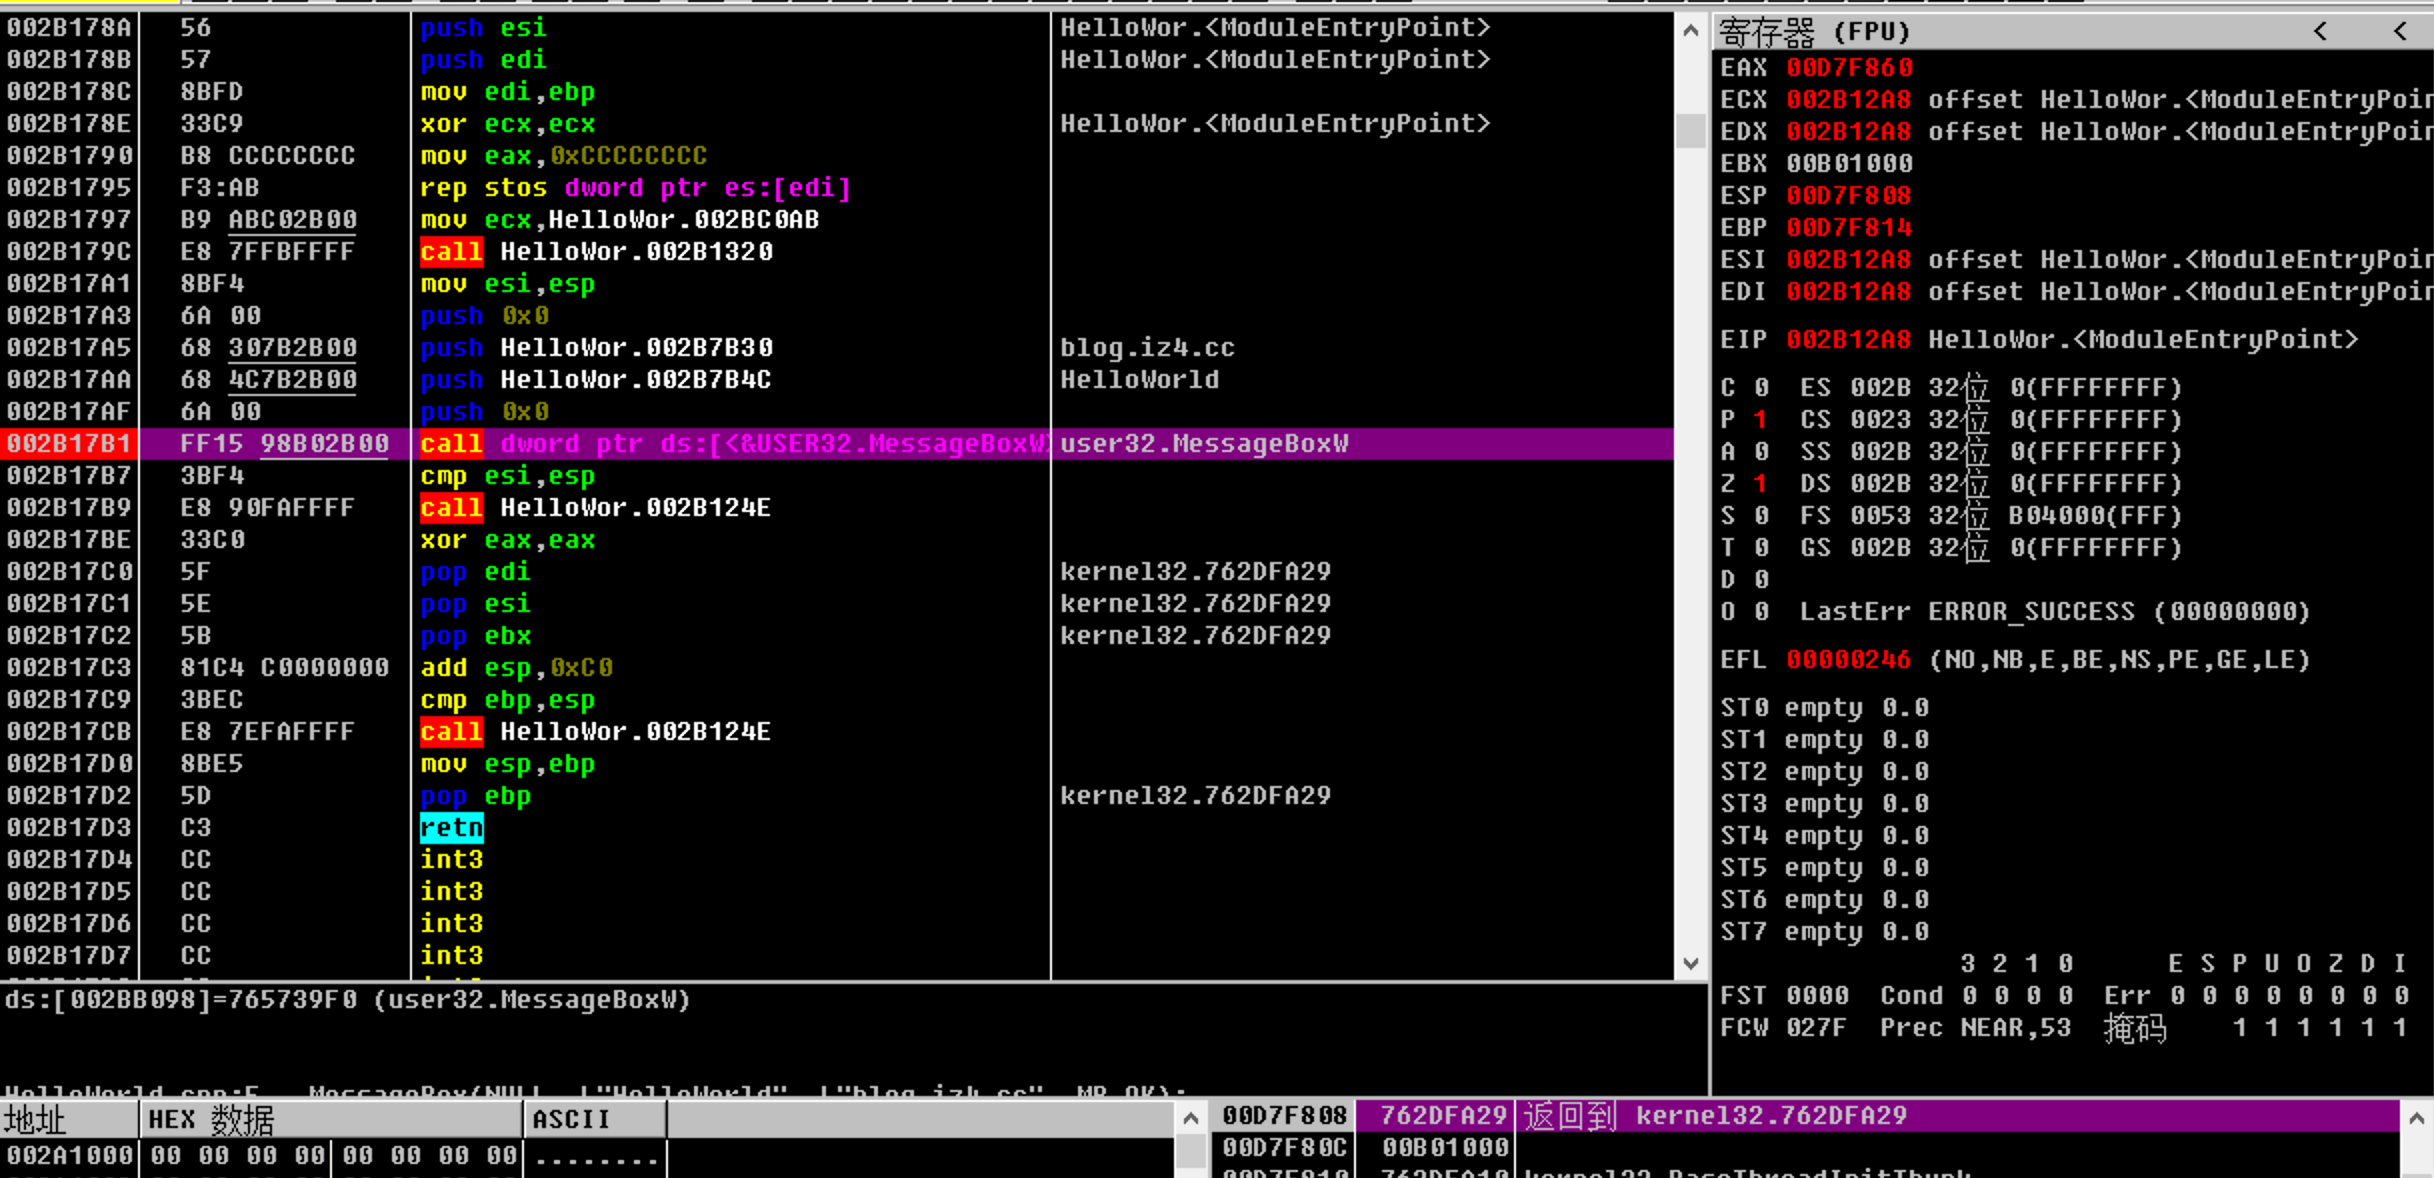 002B178A 56 push esi HelloWor.<ModuleEntryPoint>
002B178B 57 push edi HelloWor.<ModuleEntryPoint>
002B178C 8BFD mov edi,ebp
002B178E 33C9 xor ecx,ecx HelloWor.<ModuleEntryPoint>
002B1790 B8 CCCCCCCC mov eax,0xCCCCCCCC
002B1795 F3:AB rep stos dword ptr es:[edi]
002B1797 B9 ABC02B00 mov ecx,HelloWor.002BC0AB
002B179C E8 7FFBFFFF call HelloWor.002B1320
002B17A1 8BF4 mov esi,esp
002B17A3 6A 00 push 0x0
002B17A5 68 307B2B00 push HelloWor.002B7B30 blog.iz4.cc
002B17AA 68 4C7B2B00 push HelloWor.002B7B4C HelloWorld
002B17AF 6A 00 push 0x0
002B17B1 FF15 98B02B00 call dword ptr ds:[<&USER32.MessageBoxW> user32.MessageBoxW
002B17B7 3BF4 cmp esi,esp
002B17B9 E8 90FAFFFF call HelloWor.002B124E
002B17BE 33C0 xor eax,eax
002B17C0 5F pop edi kernel32.762DFA29
002B17C1 5E pop esi kernel32.762DFA29
002B17C2 5B pop ebx kernel32.762DFA29
002B17C3 81C4 C0000000 add esp,0xC0
002B17C9 3BEC cmp ebp,esp
002B17CB E8 7EFAFFFF call HelloWor.002B124E
002B17D0 8BE5 mov esp,ebp
002B17D2 5D pop ebp kernel32.762DFA29
002B17D3 C3 retn
002B17D4 CC int3
002B17D5 CC int3
002B17D6 CC int3
002B17D7 CC int3
ds:[002BB098]=765739F0 (user32.MessageBoxW)
HelloWorld.cpp:5. MessageBox(NULL, L"HelloWorld", L"blog.iz4.cc", MB_OK);
寄存器 (FPU) < <
EAX 00D7F860
ECX 002B12A8 offset HelloWor.<ModuleEntryPoin
EDX 002B12A8 offset HelloWor.<ModuleEntryPoin
EBX 00B01000
ESP 00D7F808
EBP 00D7F814
ESI 002B12A8 offset HelloWor.<ModuleEntryPoin
EDI 002B12A8 offset HelloWor.<ModuleEntryPoin
EIP 002B12A8 HelloWor.<ModuleEntryPoint>
C 0 ES 002B 32位 0(FFFFFFFF)
P 1 CS 0023 32位 0(FFFFFFFF)
A 0 SS 002B 32位 0(FFFFFFFF)
Z 1 DS 002B 32位 0(FFFFFFFF)
S 0 FS 0053 32位 B04000(FFF)
T 0 GS 002B 32位 0(FFFFFFFF)
D 0
O 0 LastErr ERROR_SUCCESS (00000000)
EFL 00000246 (NO,NB,E,BE,NS,PE,GE,LE)
ST0 empty 0.0
ST1 empty 0.0
ST2 empty 0.0
ST3 empty 0.0
ST4 empty 0.0
ST5 empty 0.0
ST6 empty 0.0
ST7 empty 0.0
3 2 1 0 E S P U O Z D I
FST 0000 Cond 0 0 0 0 Err 0 0 0 0 0 0 0 0
FCW 027F Prec NEAR,53 掩码 1 1 1 1 1 1
地址 HEX 数据 ASCII
002A1000 00 00 00 00 00 00 00 00 ........
00D7F808 762DFA29 返回到 kernel32.762DFA29
00D7F80C 00B01000
00D7F810 762DFA10 kernel32.BaseThreadInitThunk